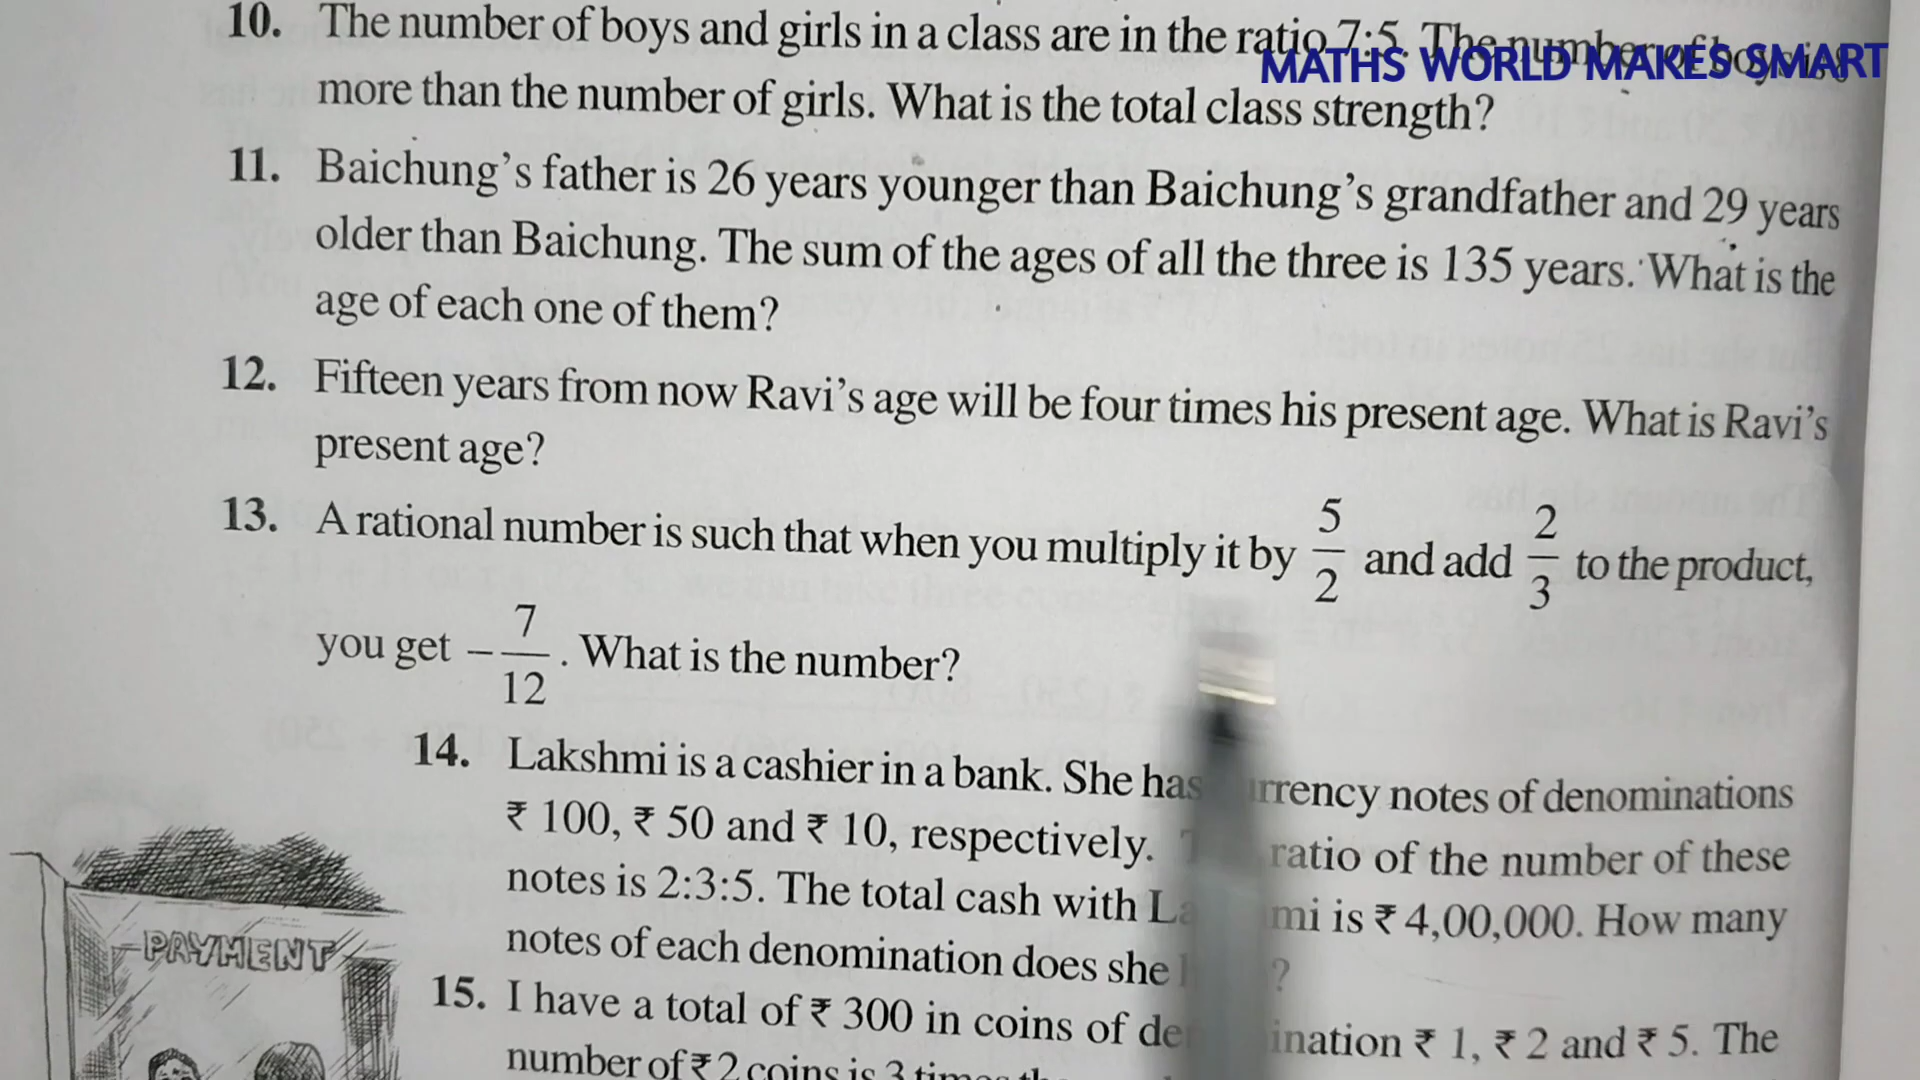 10. The number of boys and girls in a class are in the ratio 7:5. The number of boys is
MATHS WORLD MAKES SMART
more than the number of girls. What is the total class strength?
11. Baichung's father is 26 years younger than Baichung's grandfather and 29 years
older than Baichung. The sum of the ages of all the three is 135 years. What is the
age of each one of them?
12. Fifteen years from now Ravi's age will be four times his present age. What is Ravi's
present age?
13. A rational number is such that when you multiply it by 5/2 and add 2/3 to the product,
you get -7/12. What is the number?
14. Lakshmi is a cashier in a bank. She has rrency notes of denominations
₹ 100, ₹ 50 and ₹ 10, respectively. ratio of the number of these
notes is 2:3:5. The total cash with La mi is ₹ 4,00,000. How many
notes of each denomination does she ?
PAYMENT
15. I have a total of ₹ 300 in coins of de ination ₹ 1, ₹ 2 and ₹ 5. The
number of ₹ 2 coins is 3 times